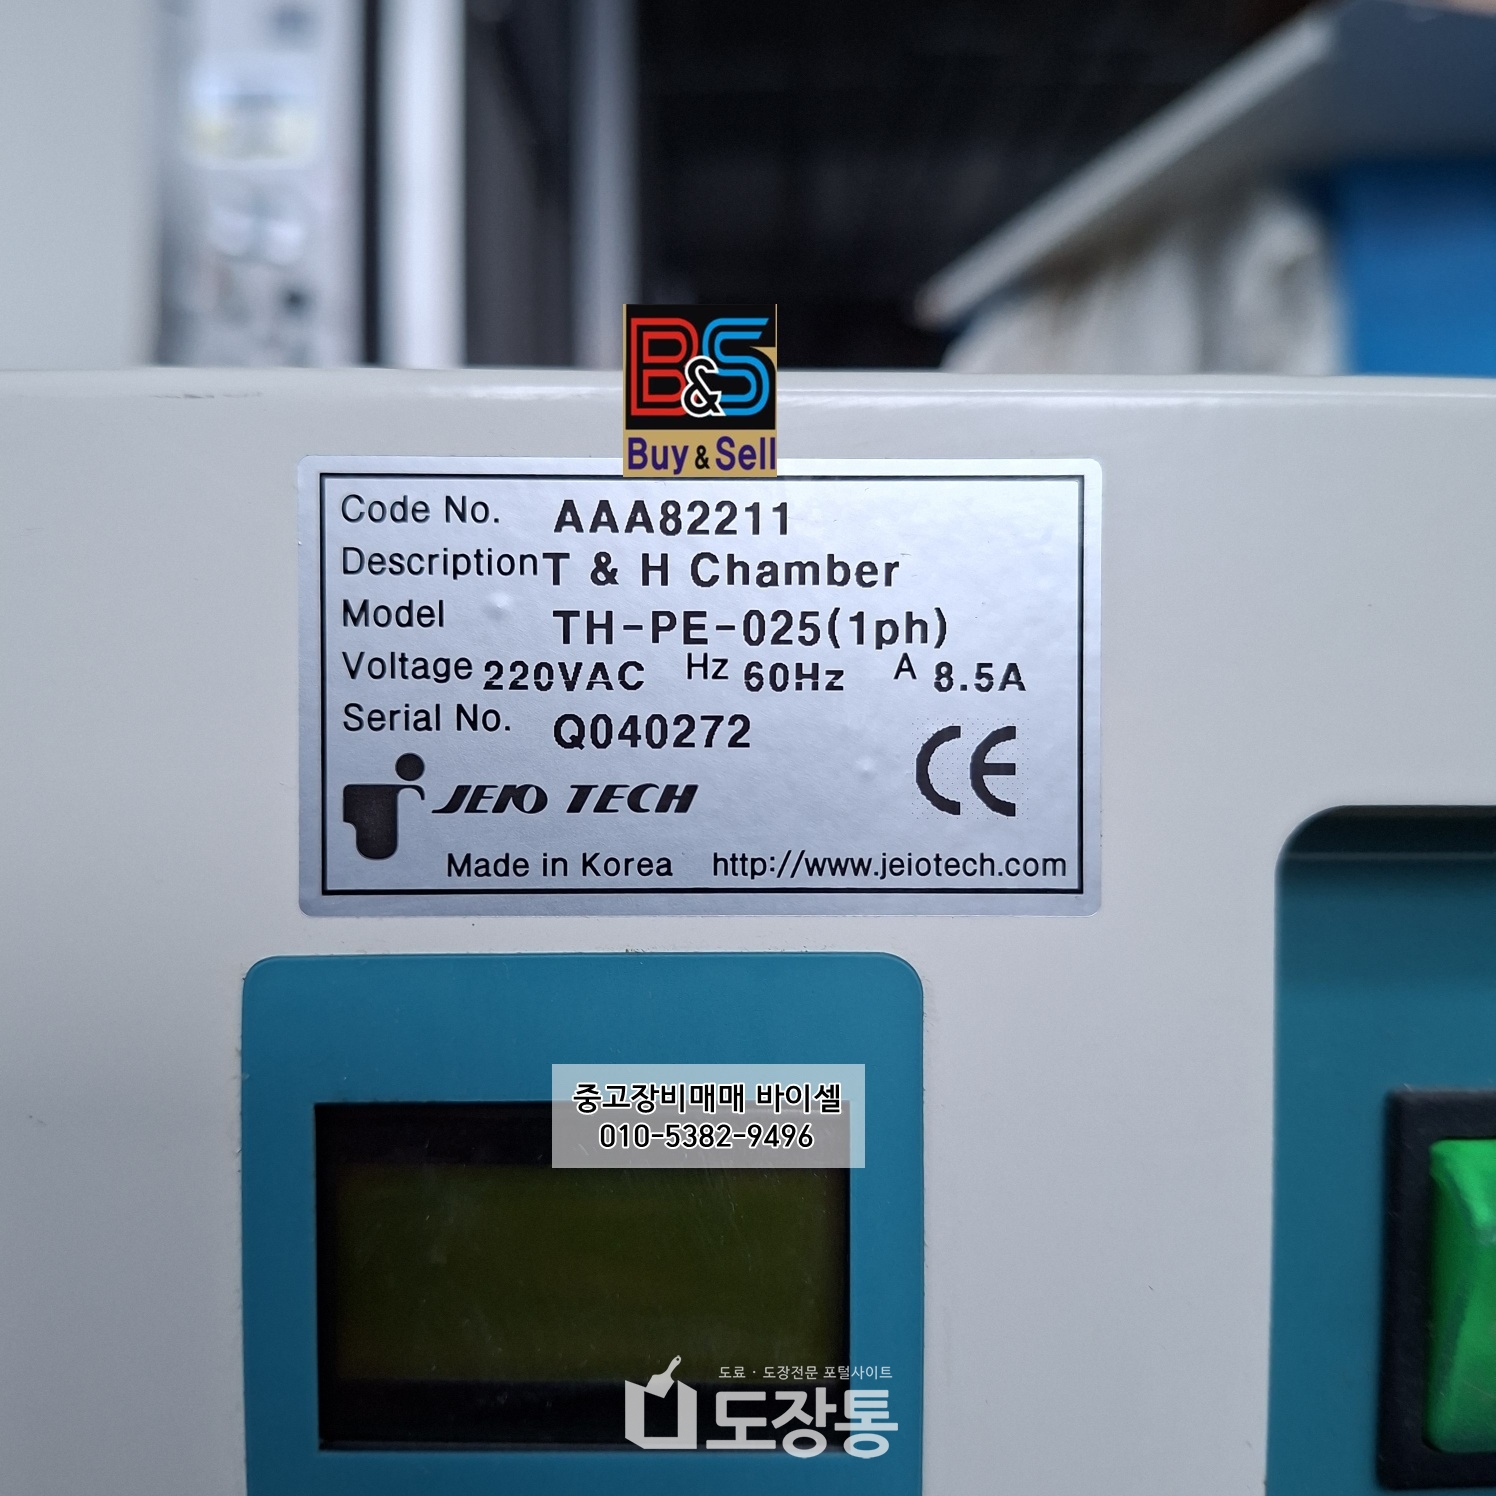 B&S
Buy & Sell
Code No. AAA82211
Description T & H Chamber
Model TH-PE-025(1ph)
Voltage 220VAC Hz 60Hz A 8.5A
Serial No. Q040272
JEIO TECH
CE
Made in Korea http://www.jeiotech.com
중고장비매매 바이셀
010-5382-9496
도료 · 도장전문 포털사이트
도장통